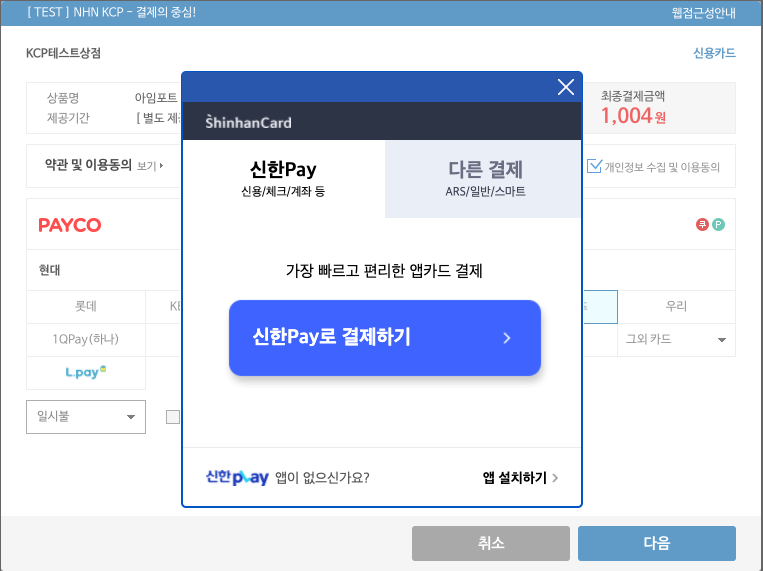 [ TEST ] NHN KCP - 결제의 중심!
웹접근성안내
KCP테스트상점
신용카드
상품명
아임포트
제공기간
[ 별도 제
최종결제금액
1,004원
약관 및 이용동의 보기
개인정보 수집 및 이용동의
PAYCO
쿠 P
현대
롯데
우리
1QPay(하나)
그외 카드
L.pay
일시불
ShinhanCard
신한Pay
신용/체크/계좌 등
다른 결제
ARS/일반/스마트
가장 빠르고 편리한 앱카드 결제
신한Pay로 결제하기
신한pLay 앱이 없으신가요?
앱 설치하기
취소
다음